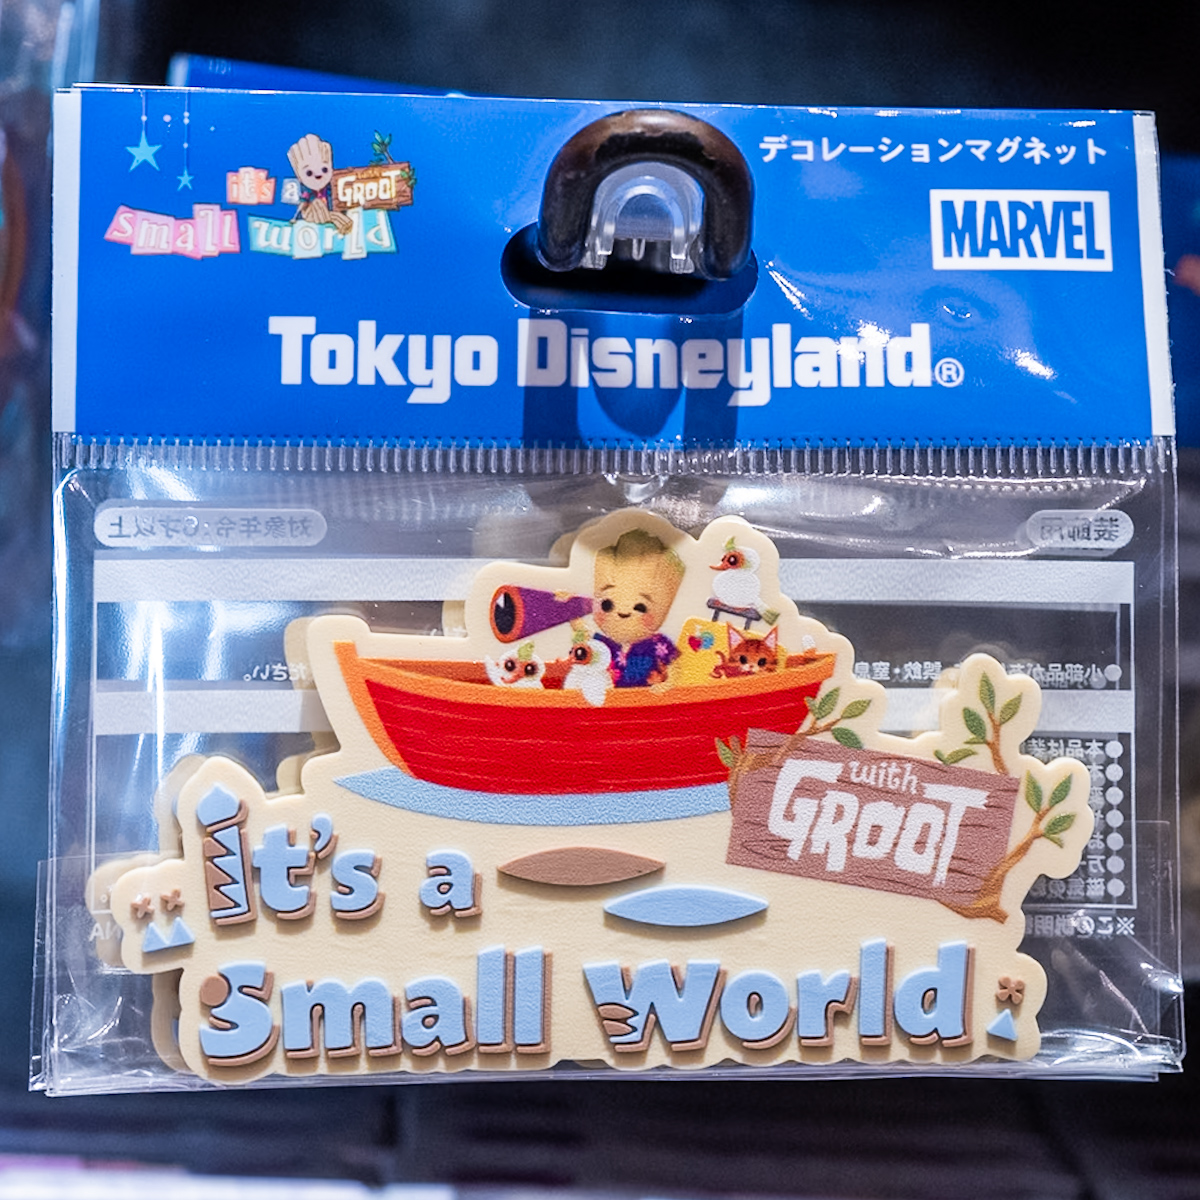 デコレーションマグネット
it's a
with
GROOT
small world
MARVEL
Tokyo Disneyland®
対象年令:6才以上
装飾用
with
GROOT
It's a
Small World